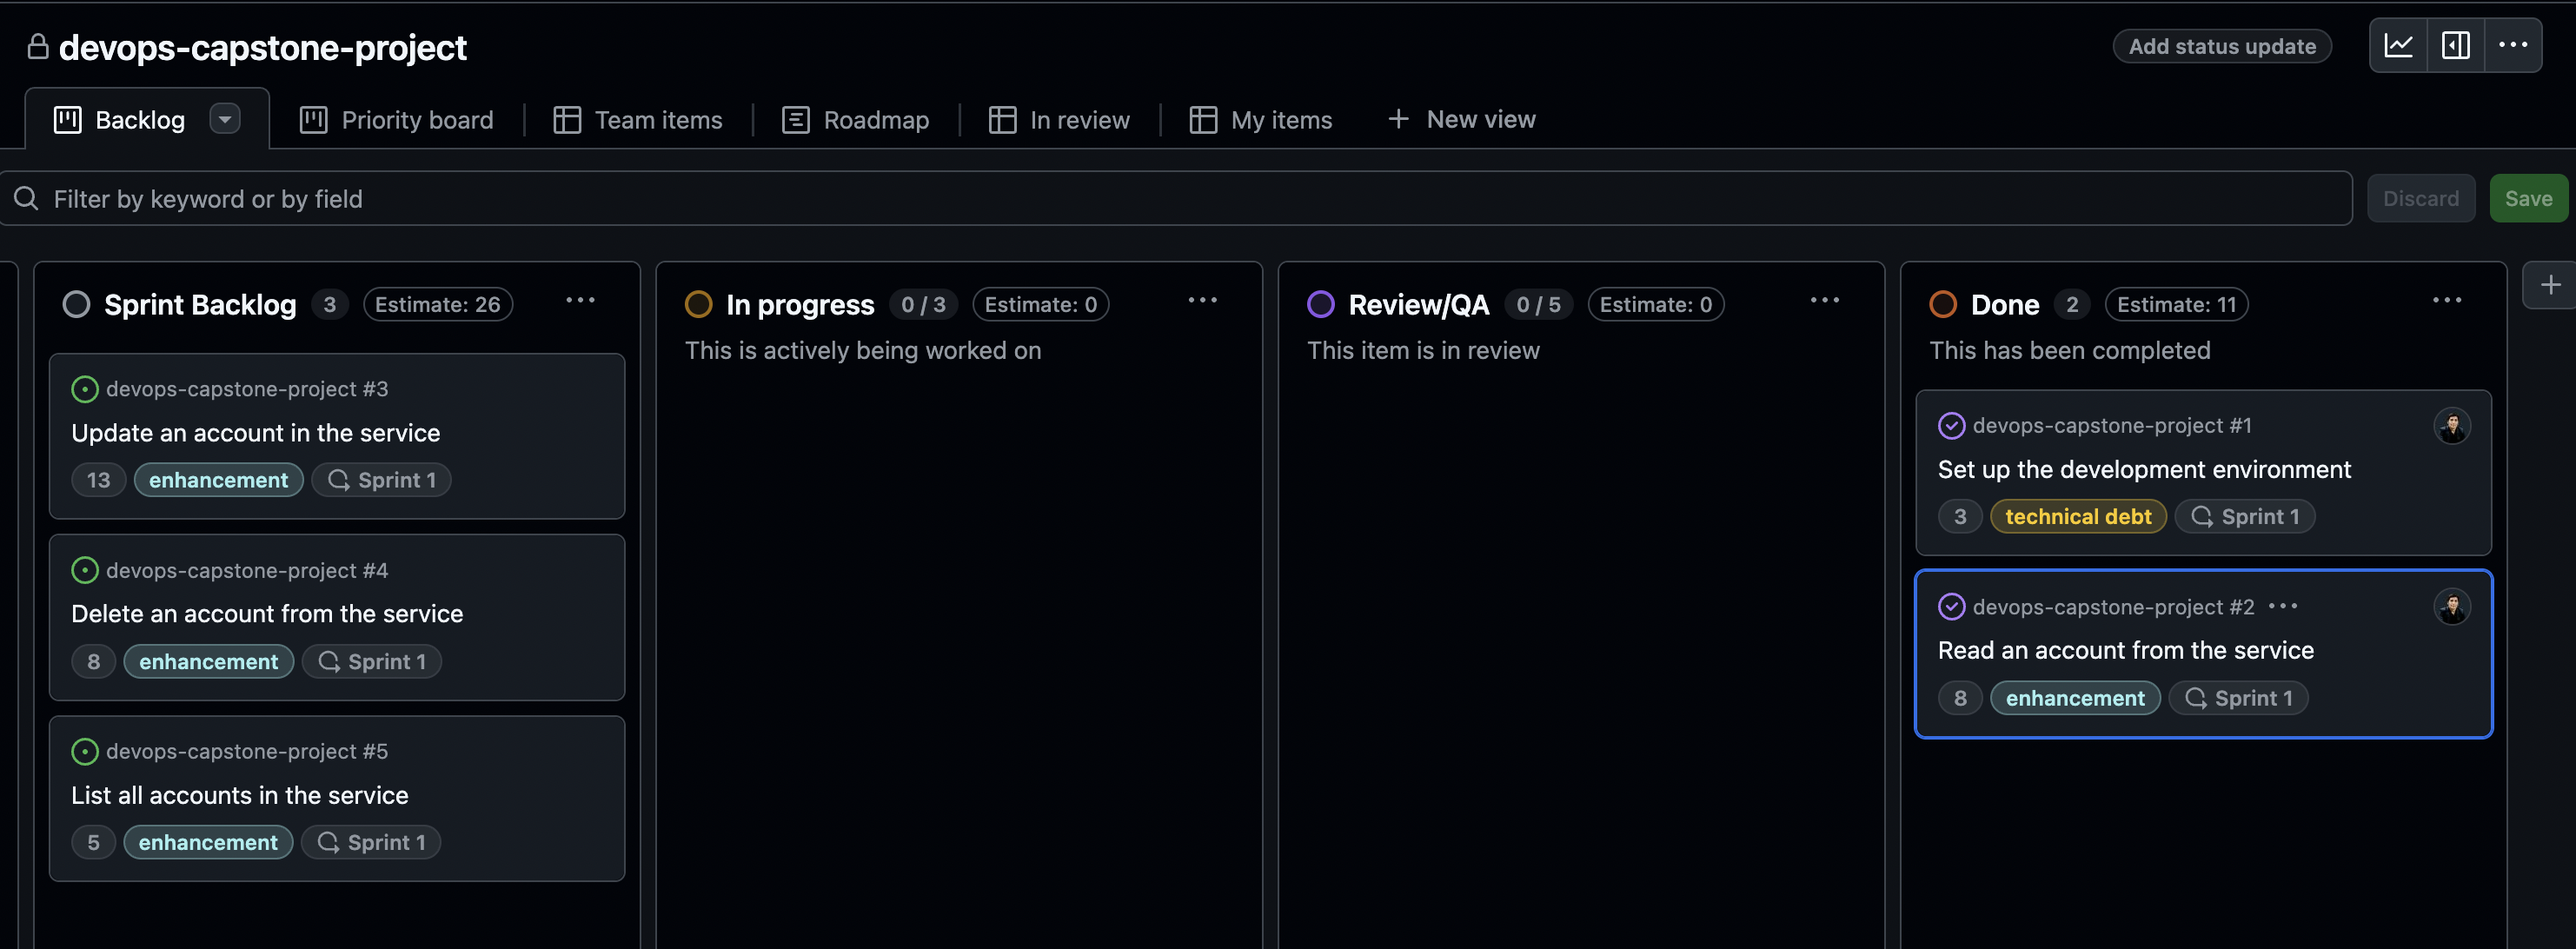 devops-capstone-project
Add status update
Backlog
Priority board
Team items
Roadmap
In review
My items
New view
Filter by keyword or by field
Discard
Save
Sprint Backlog 3 Estimate: 26
devops-capstone-project #3
Update an account in the service
13 enhancement Sprint 1
devops-capstone-project #4
Delete an account from the service
8 enhancement Sprint 1
devops-capstone-project #5
List all accounts in the service
5 enhancement Sprint 1
In progress 0 / 3 Estimate: 0
This is actively being worked on
Review/QA 0 / 5 Estimate: 0
This item is in review
Done 2 Estimate: 11
This has been completed
devops-capstone-project #1
Set up the development environment
3 technical debt Sprint 1
devops-capstone-project #2
Read an account from the service
8 enhancement Sprint 1